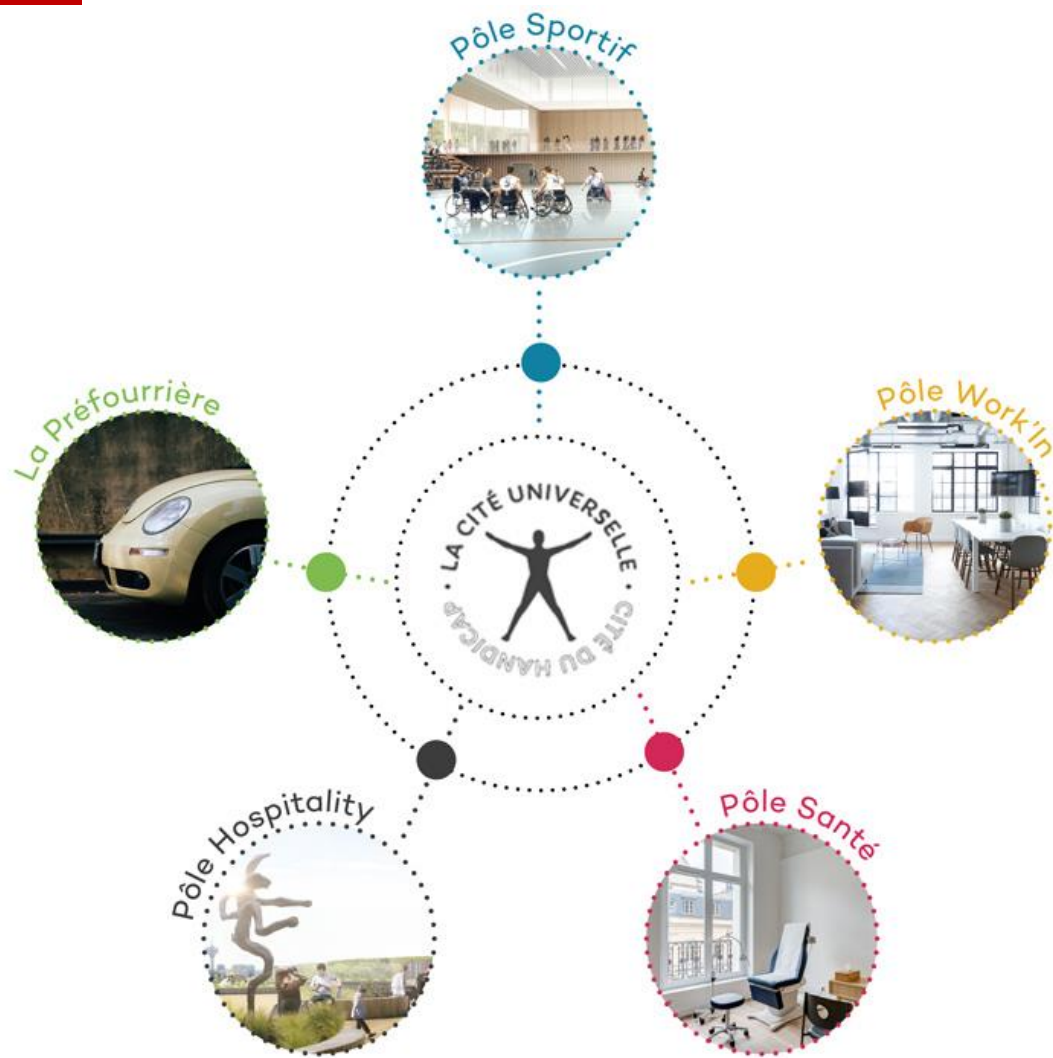 Pôle Sportif
La Préfourrière
Pôle Work'In
LA CITÉ UNIVERSELLE
CITÉ DU HANDICAP
Pôle Hospitality
Pôle Santé